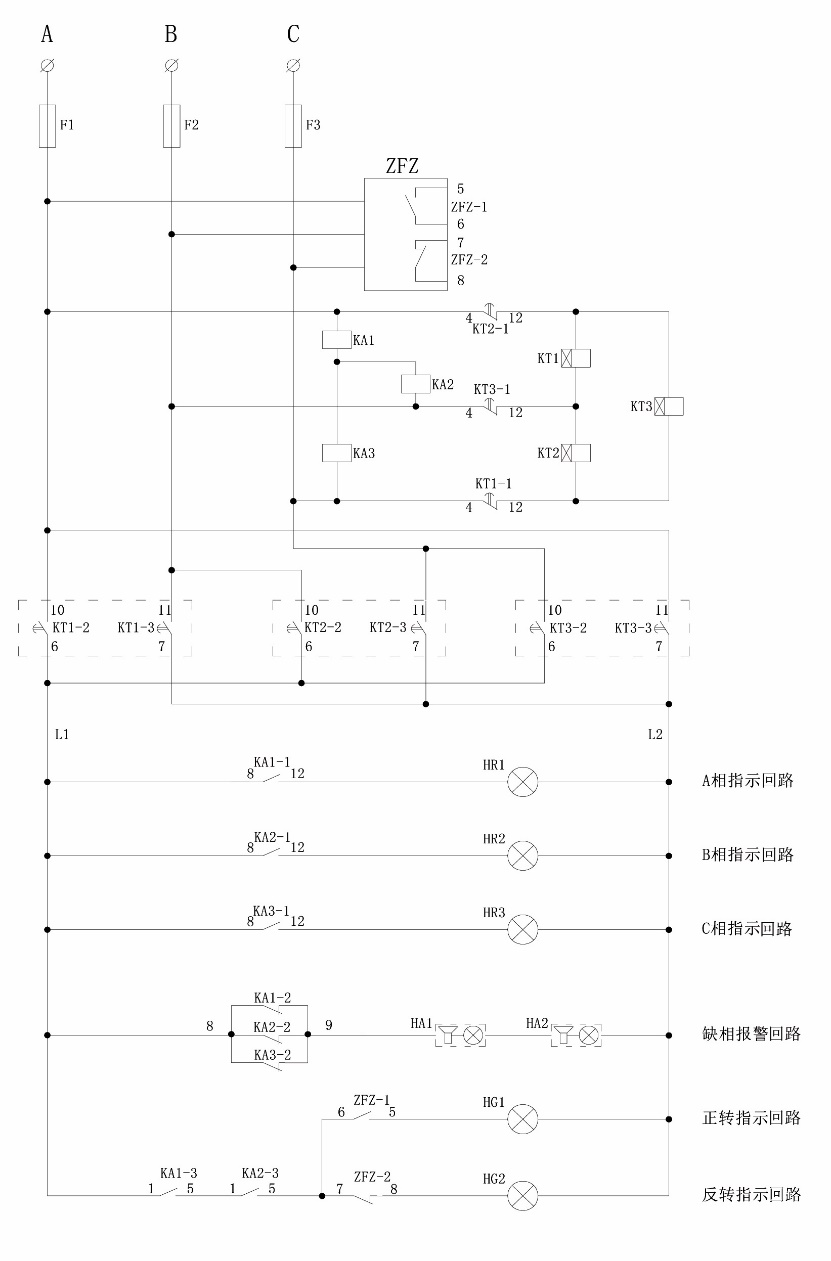 A B C
F1 F2 F3
ZFZ
5
ZFZ-1
6
7
ZFZ-2
8
4 12
KT2-1
KA1
KT1
KA2 KT3-1
4 12
KT3
KA3 KT2
KT1-1
4 12
10 11 10 11 10 11
KT1-2 KT1-3 KT2-2 KT2-3 KT3-2 KT3-3
6 7 6 7 6 7
L1 L2
KA1-1 HR1
8 12 A相指示回路
KA2-1 HR2
8 12 B相指示回路
KA3-1 HR3
8 12 C相指示回路
KA1-2
8 KA2-2 9 HA1 HA2 缺相报警回路
KA3-2
ZFZ-1 HG1
6 5 正转指示回路
KA1-3 KA2-3 ZFZ-2 HG2
1 5 1 5 7 8 反转指示回路